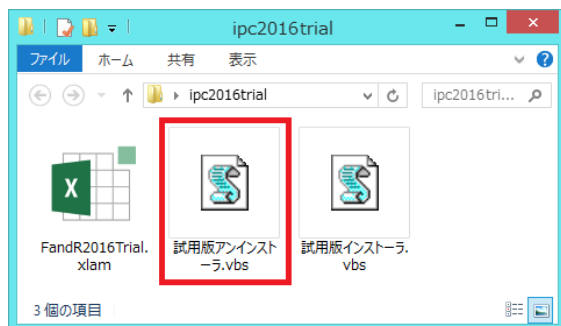 ipc2016trial
ファイル ホーム 共有 表示
ipc2016trial ipc2016tri...
FandR2016Trial.
xlam
試用版アンインスト
ーラ.vbs
試用版インストーラ.
vbs
3 個の項目